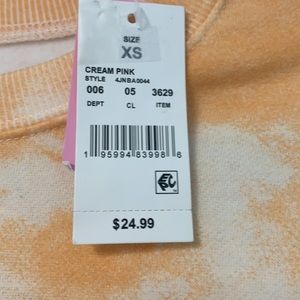 SIZE
XS
CREAM PINK
STYLE 4JNBA0044
006 05 3629
DEPT CL ITEM
1 95994 83998 6
$24.99